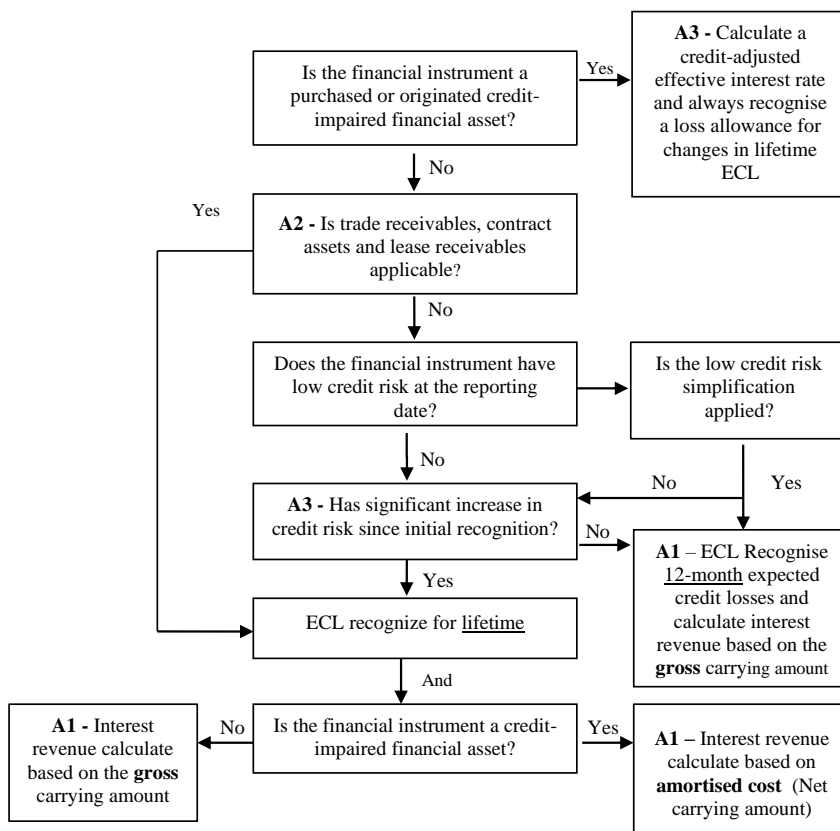 Is the financial instrument a
purchased or originated credit-
impaired financial asset?
Yes
A3 - Calculate a
credit-adjusted
effective interest rate
and always recognise
a loss allowance for
changes in lifetime
ECL
No
Yes
A2 - Is trade receivables, contract
assets and lease receivables
applicable?
No
Does the financial instrument have
low credit risk at the reporting
date?
Is the low credit risk
simplification
applied?
No
No
Yes
A3 - Has significant increase in
credit risk since initial recognition?
No
A1 – ECL Recognise
12-month expected
credit losses and
calculate interest
revenue based on the
gross carrying amount
Yes
ECL recognize for lifetime
And
A1 - Interest
revenue calculate
based on the gross
carrying amount
No
Is the financial instrument a credit-
impaired financial asset?
Yes
A1 – Interest revenue
calculate based on
amortised cost (Net
carrying amount)